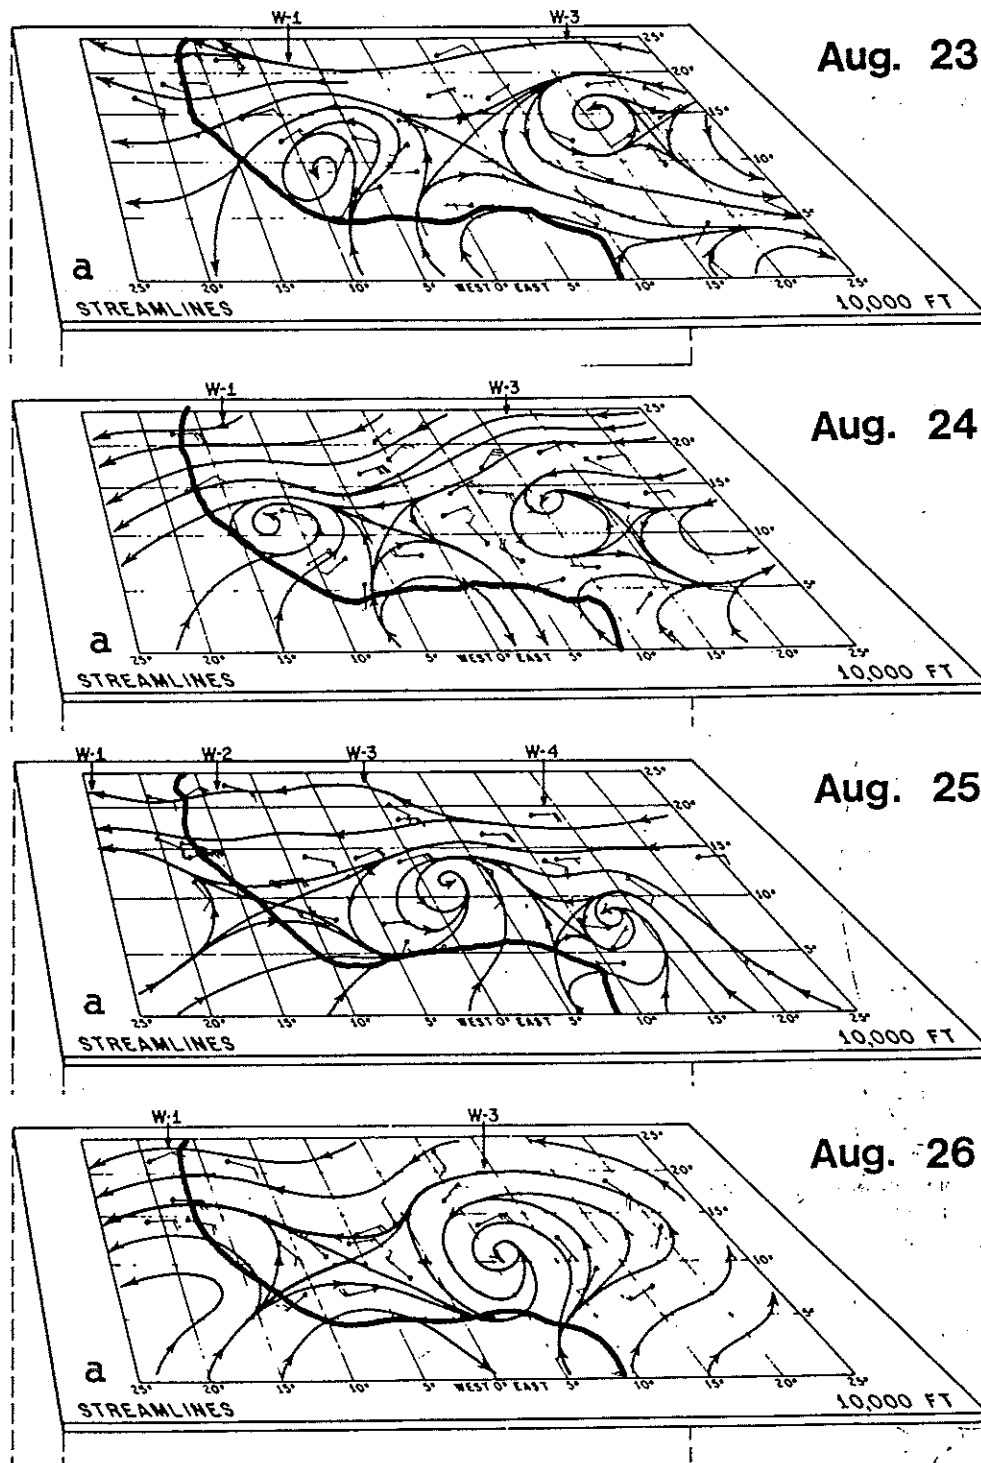 W-1 W-3
Aug. 23
25°
20°
15°
10°
5°
a
25° 20° 15° 10° 5° WEST 0° EAST 5° 10° 15° 20° 25°
STREAMLINES 10,000 FT
W-1 W-3
Aug. 24
25°
20°
15°
10°
5°
a
25° 20° 15° 10° 5° WEST 0° EAST 5° 10° 15° 20° 25°
STREAMLINES 10,000 FT
W-1 W-2 W-3 W-4
Aug. 25
25°
20°
15°
10°
5°
a
25° 20° 15° 10° 5° WEST 0° EAST 5° 10° 15° 20° 25°
STREAMLINES 10,000 FT
W-1 W-3
Aug. 26
25°
20°
15°
10°
5°
a
25° 20° 15° 10° 5° WEST 0° EAST 5° 10° 15° 20° 25°
STREAMLINES 10,000 FT